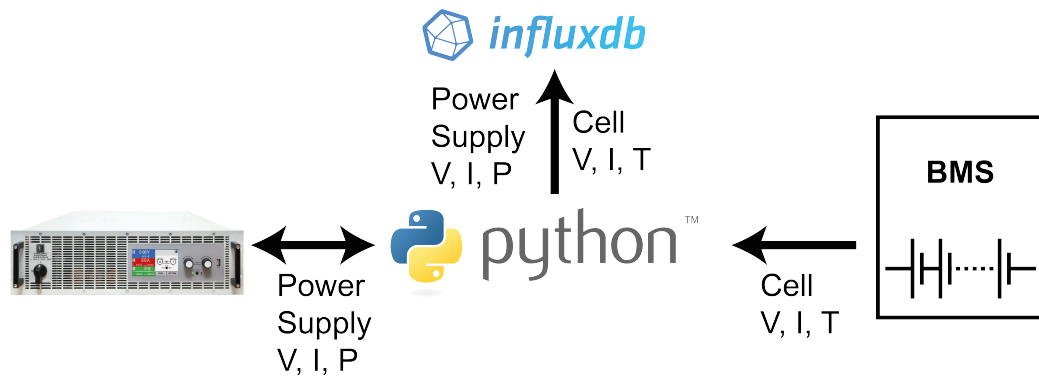 influxdb
Power
Supply
V, I, P
Cell
V, I, T
BMS
python™
Power
Supply
V, I, P
Cell
V, I, T